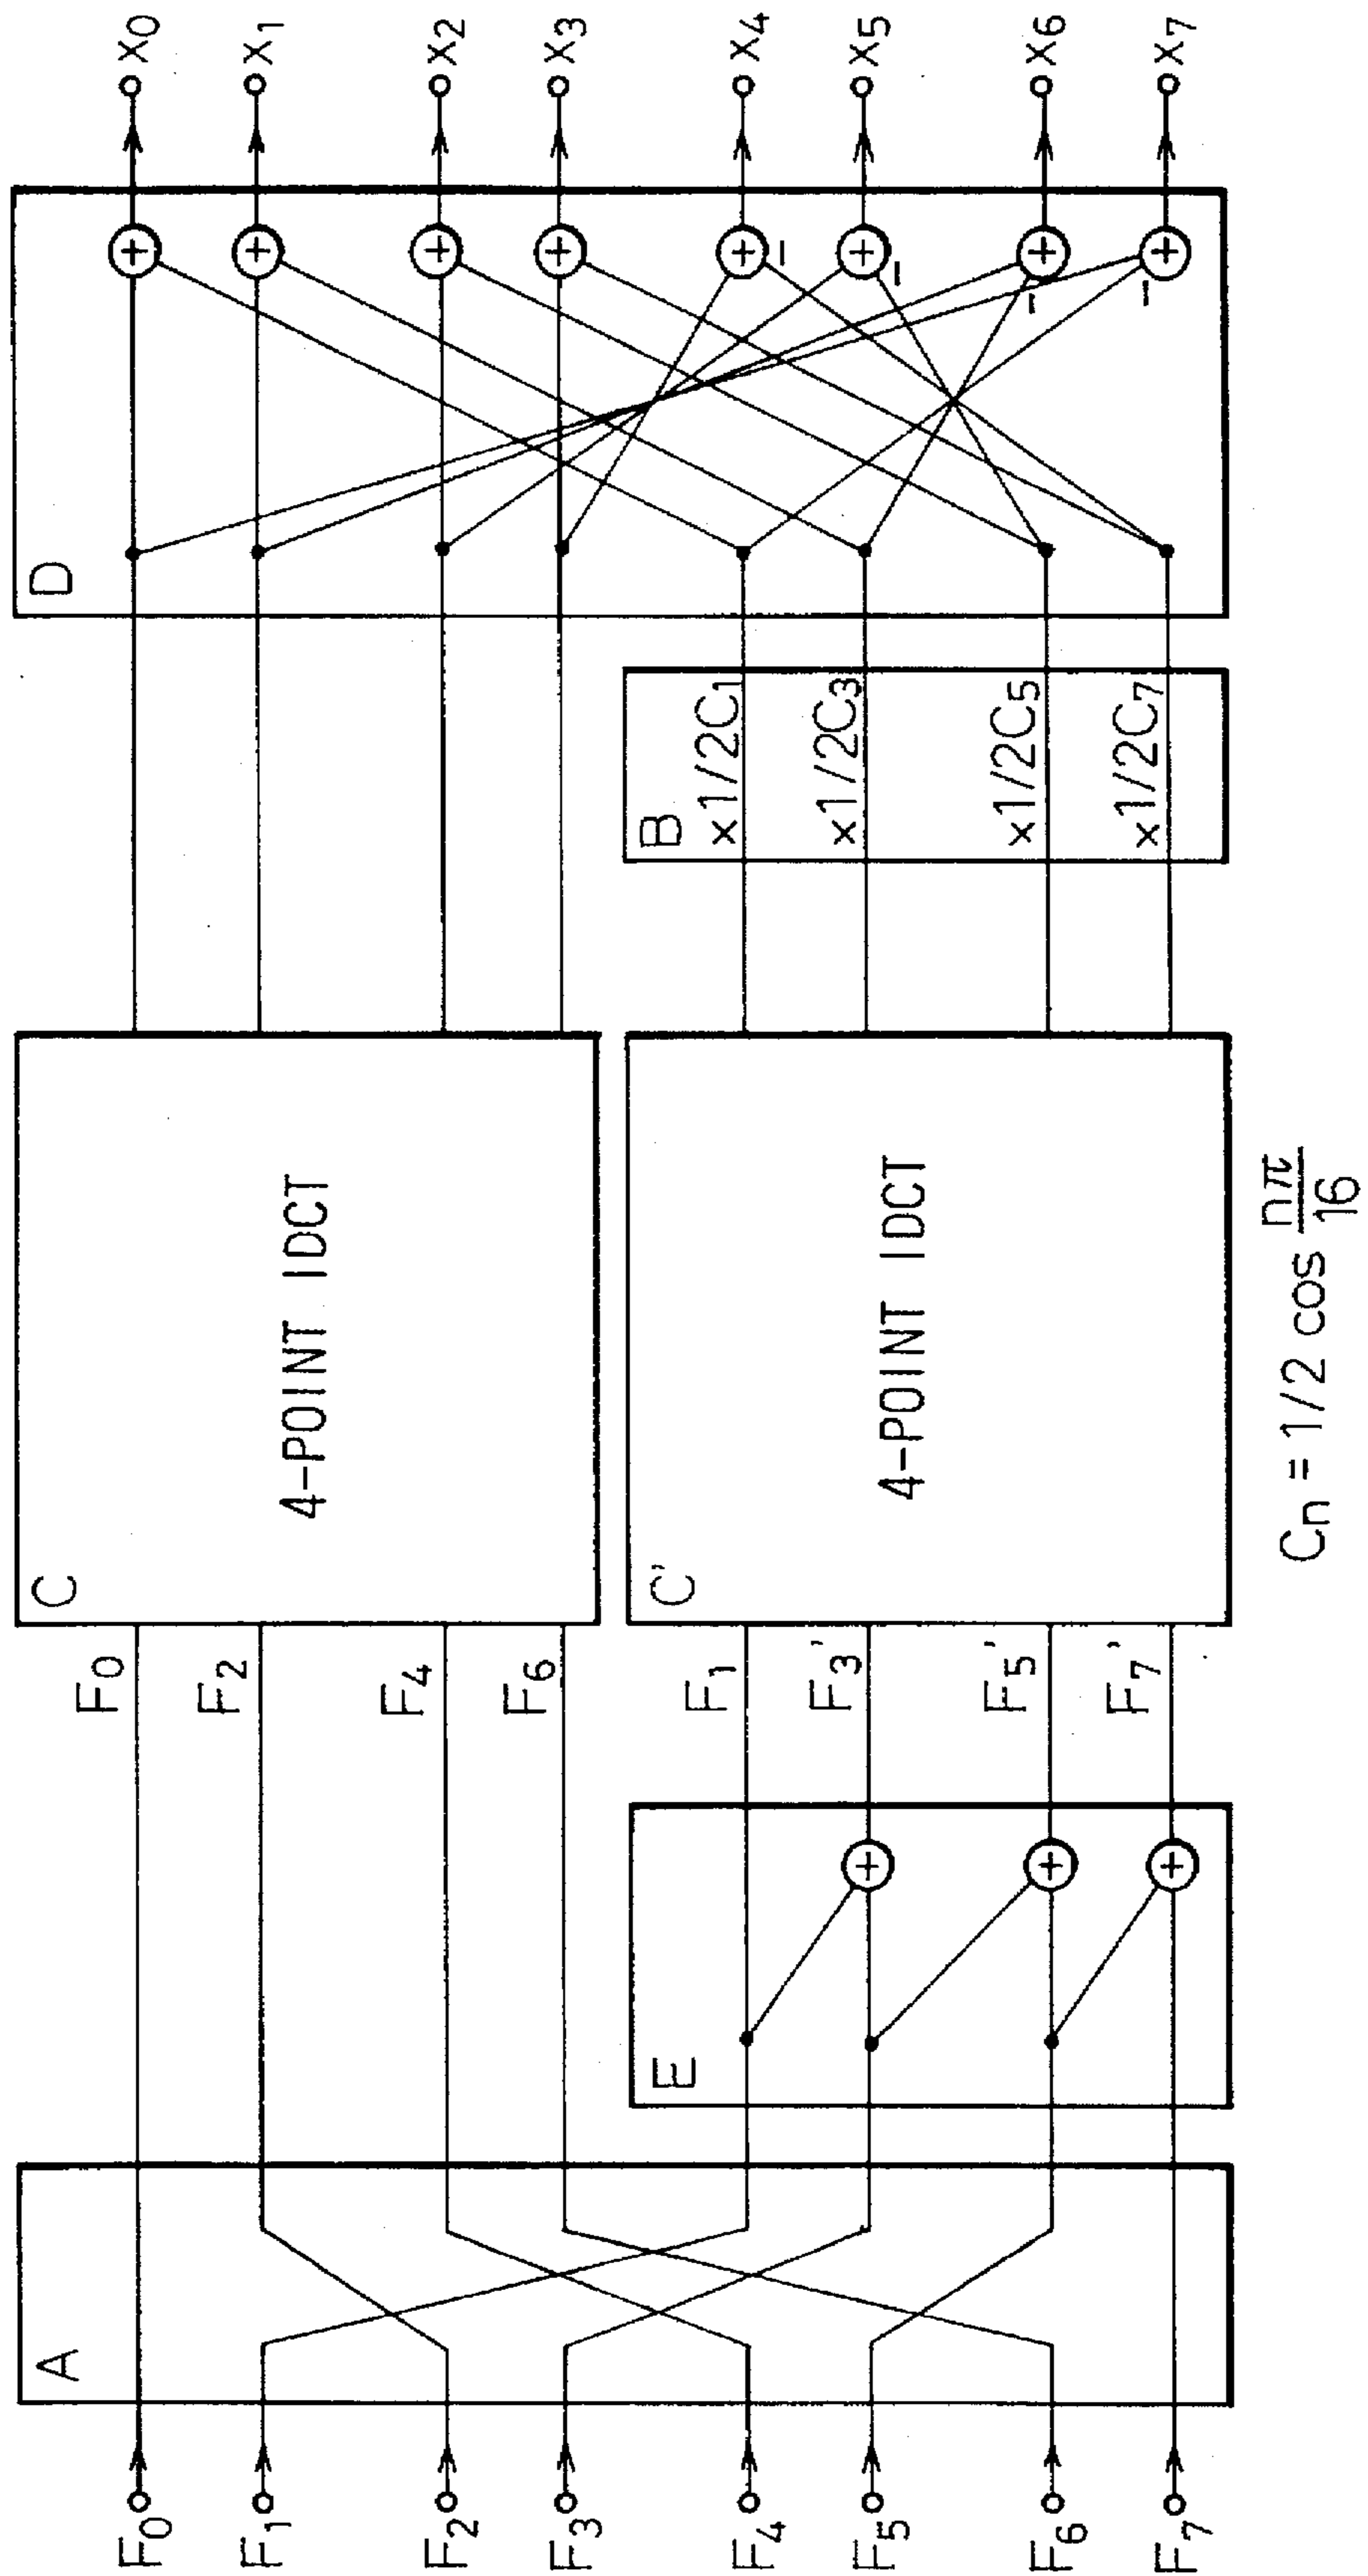 A
F0
F1
F2
F3
F4
F5
F6
F7
E
+
+
+
C
4-POINT IDCT
F0
F2
F4
F6
C'
4-POINT IDCT
F1
F3'
F5'
F7'
B
×1/2C1
×1/2C3
×1/2C5
×1/2C7
D
+
+
+
+
+
−
+
−
+
−
+
−
X0
X1
X2
X3
X4
X5
X6
X7
Cn = 1/2 cos nπ/16